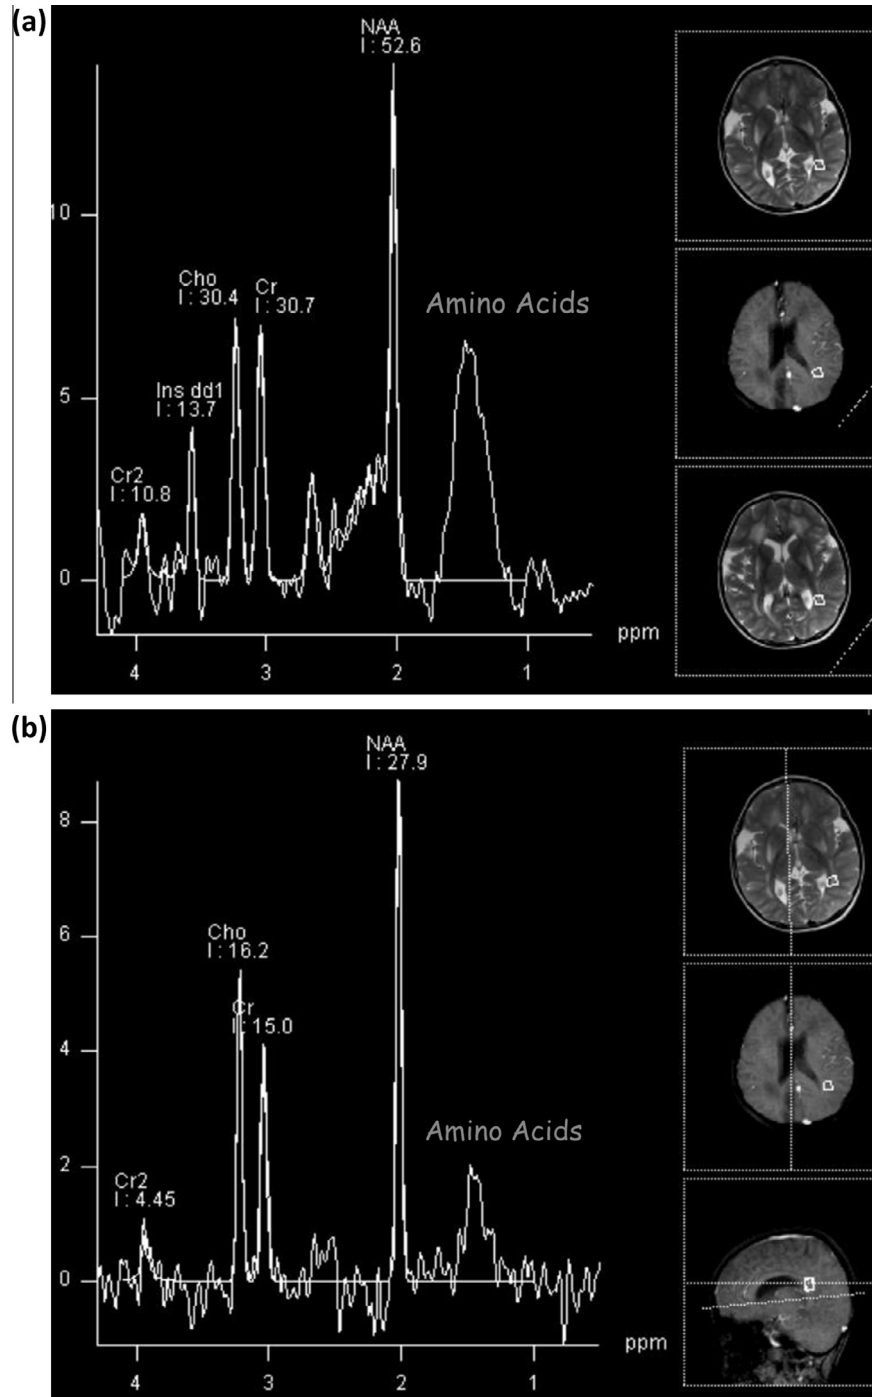 (a)
NAA
I : 52.6
10
Cho
I : 30.4
Cr
I : 30.7
Amino Acids
5
Ins dd1
I : 13.7
Cr2
I : 10.8
0
ppm
4 3 2 1
(b)
NAA
I : 27.9
8
Cho
I : 16.2
6
Cr
I : 15.0
4
Amino Acids
2
Cr2
I : 4.45
0
ppm
4 3 2 1